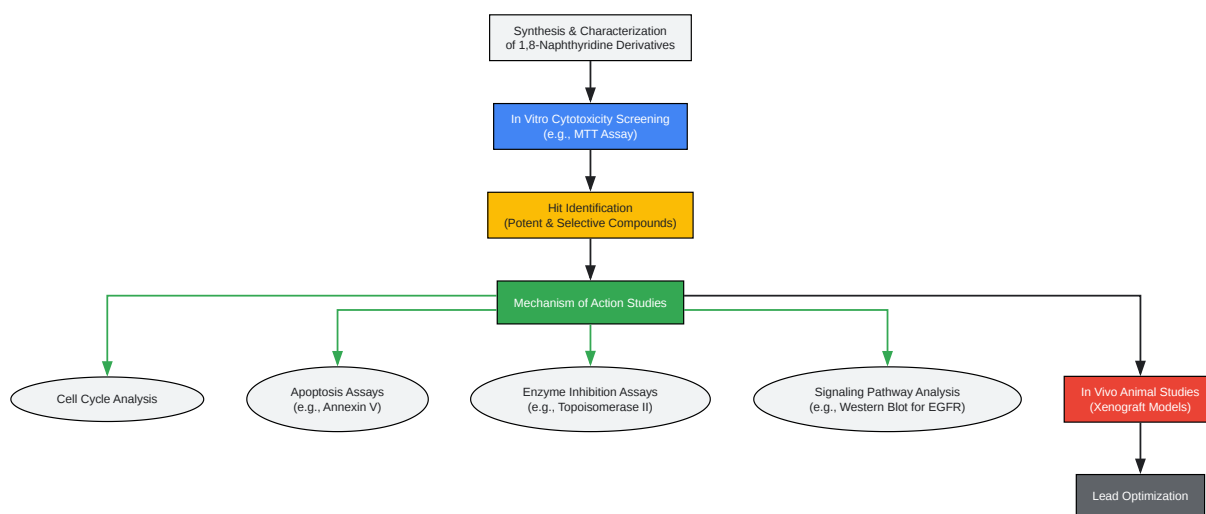 Synthesis & Characterization
of 1,8-Naphthyridine Derivatives
In Vitro Cytotoxicity Screening
(e.g., MTT Assay)
Hit Identification
(Potent & Selective Compounds)
Mechanism of Action Studies
Cell Cycle Analysis
Apoptosis Assays
(e.g., Annexin V)
Enzyme Inhibition Assays
(e.g., Topoisomerase II)
Signaling Pathway Analysis
(e.g., Western Blot for EGFR)
In Vivo Animal Studies
(Xenograft Models)
Lead Optimization